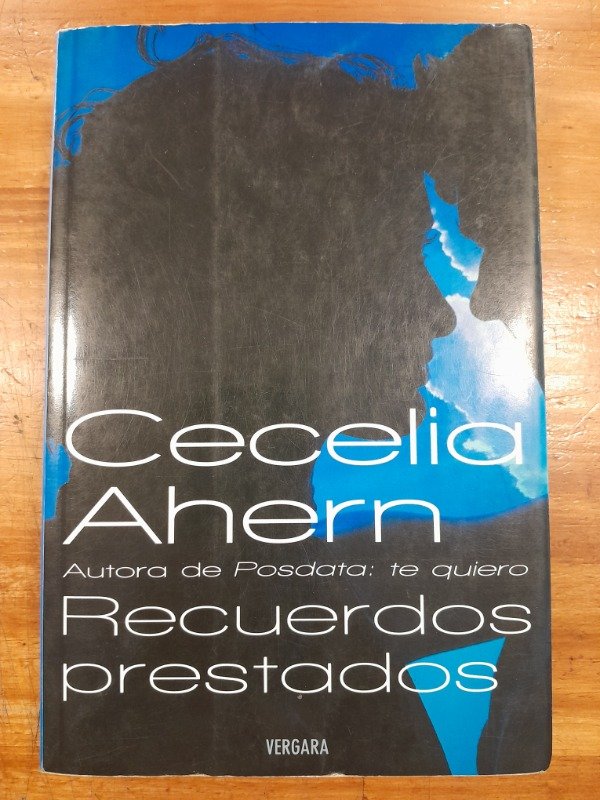 Cecelia
Ahern
Autora de Posdata: te quiero
Recuerdos
prestados
VERGARA